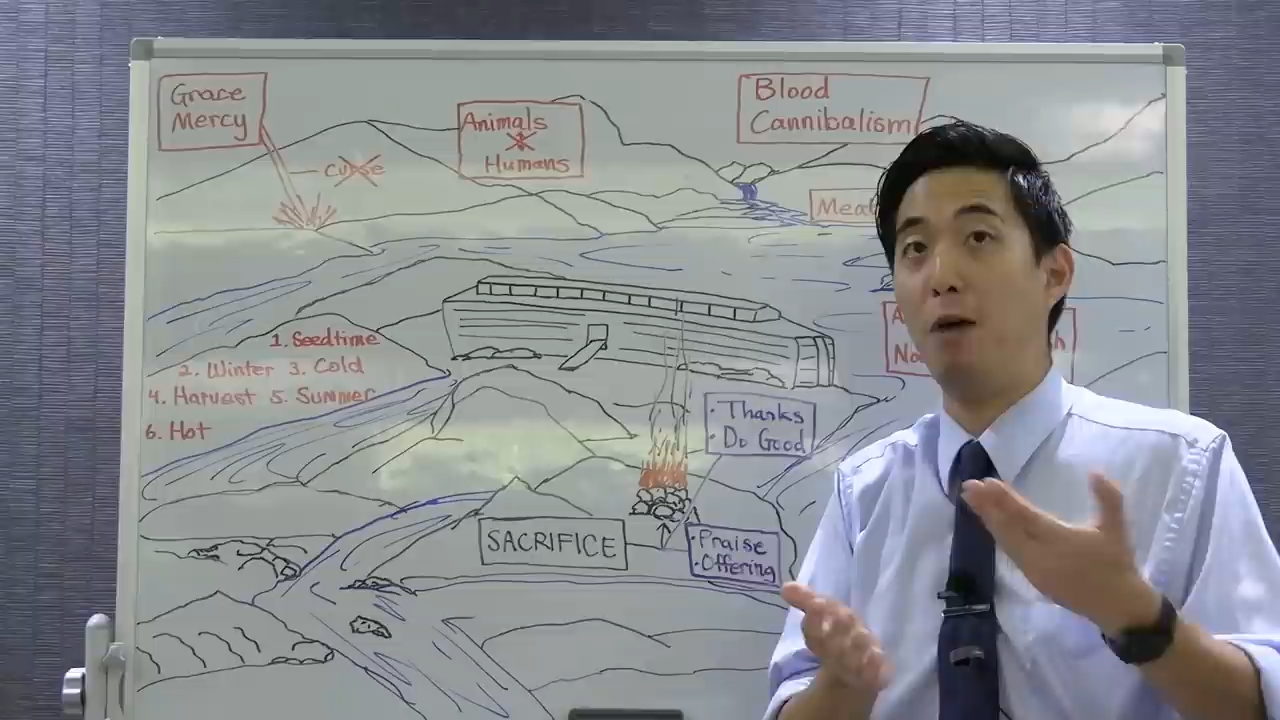 Grace
Mercy
curse
Animals
Humans
Blood
Cannibalism
1. Seedtime
2. Winter 3. Cold
4. Harvest 5. Summer
6. Hot
• Thanks
• Do Good
SACRIFICE
• Praise
• Offering